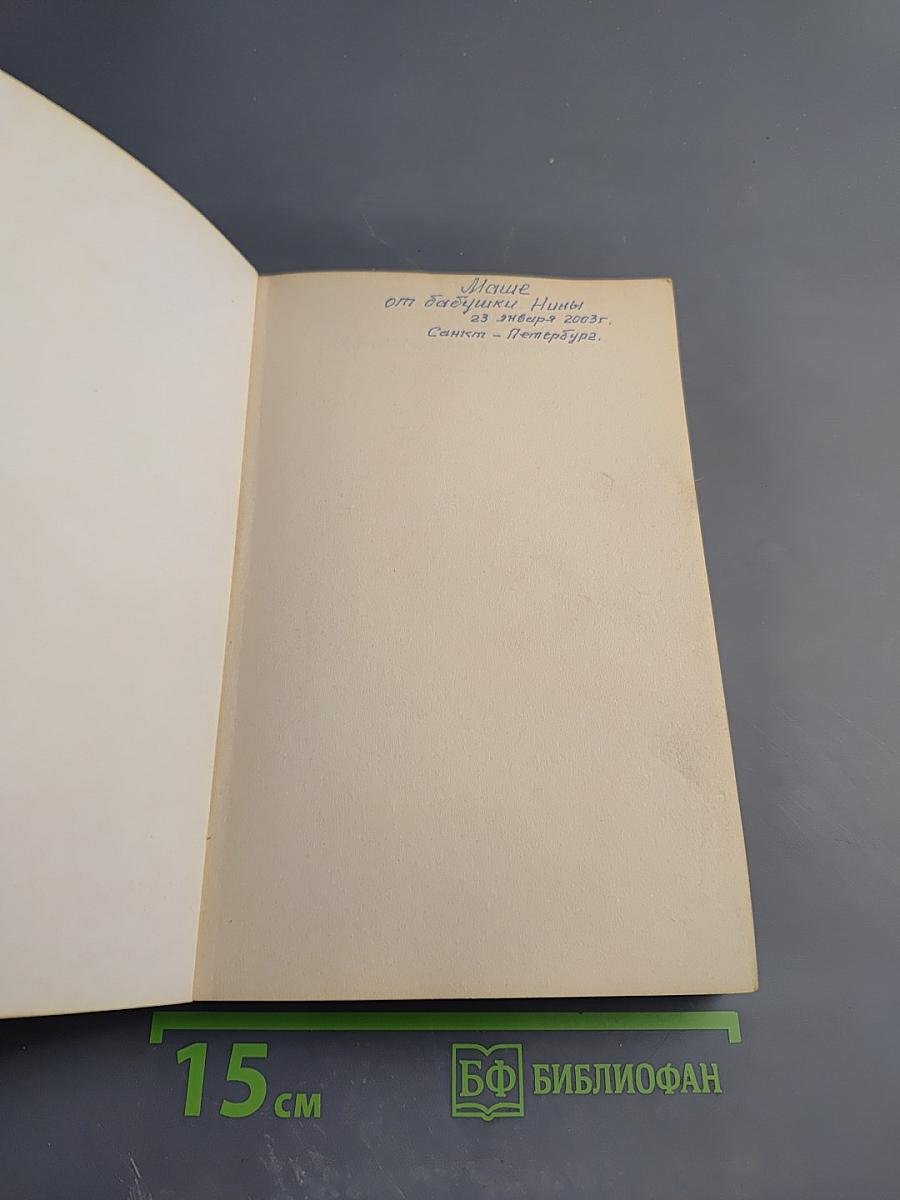 Маше
от бабушки Нины
23 января 2003г.
Санкт - Петербург.
15 см
БФ БИБЛИОФАН